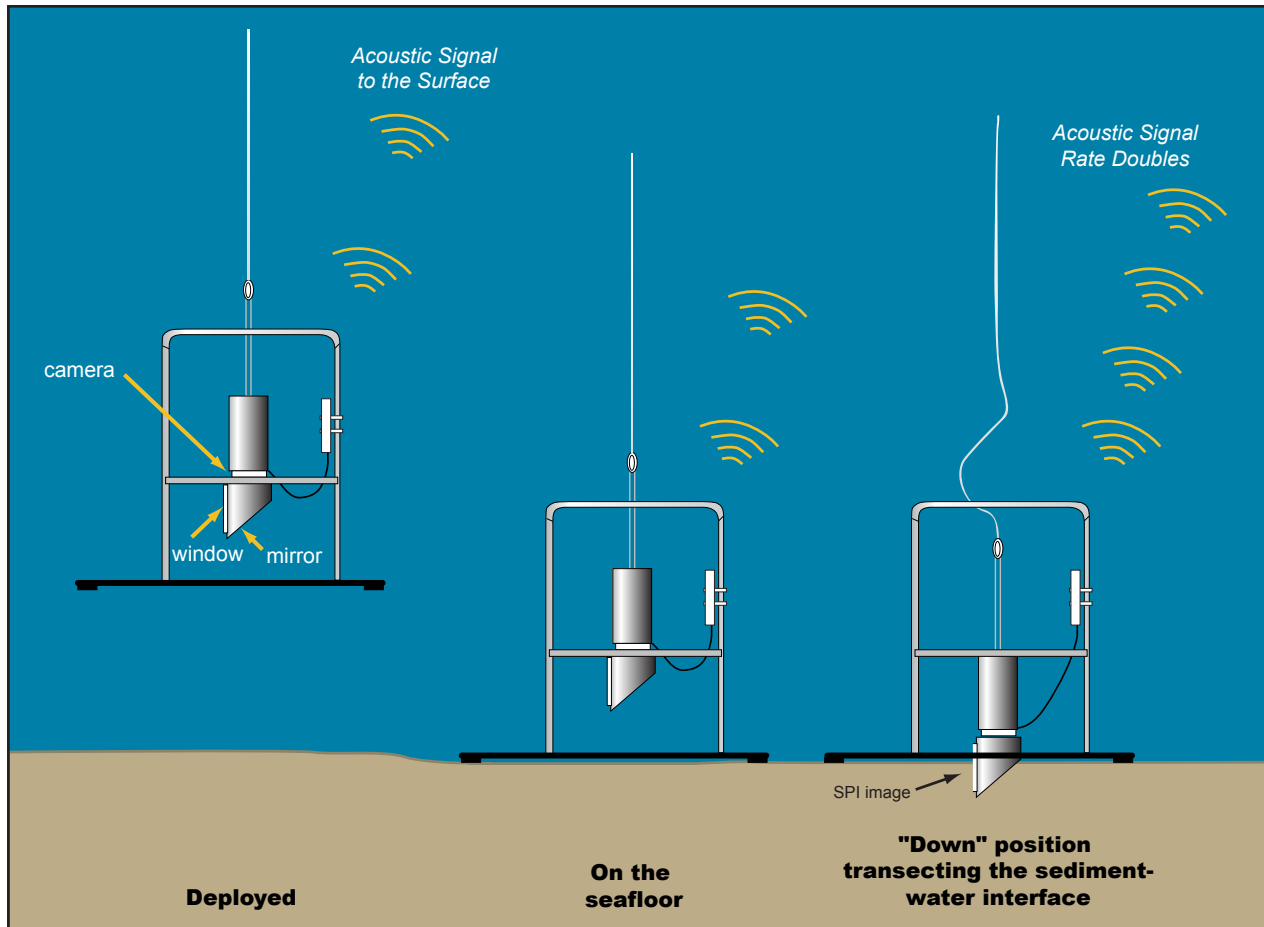 Acoustic Signal
to the Surface
Acoustic Signal
Rate Doubles
camera
window
mirror
SPI image
Deployed
On the
seafloor
"Down" position
transecting the sediment-
water interface